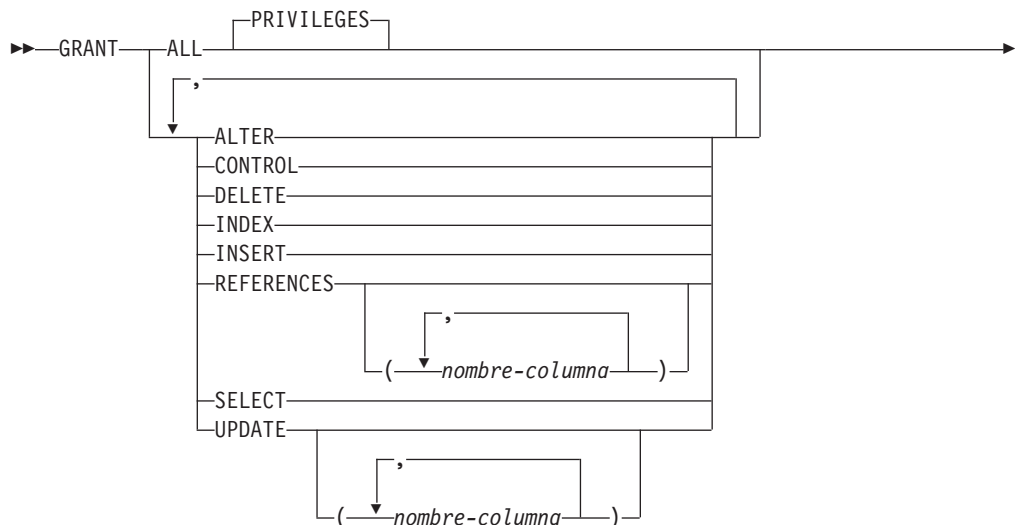 PRIVILEGES
GRANT ALL
,
ALTER
CONTROL
DELETE
INDEX
INSERT
REFERENCES
,
( nombre-columna )
SELECT
UPDATE
,
( nombre-columna )